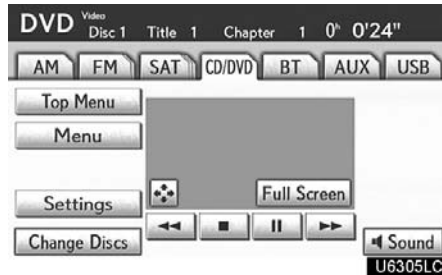 DVD Video Disc 1 Title 1 Chapter 1 0h 0'24"
AM FM SAT CD/DVD BT AUX USB
Top Menu
Menu
Settings
Full Screen
Change Discs
Sound
U6305LC